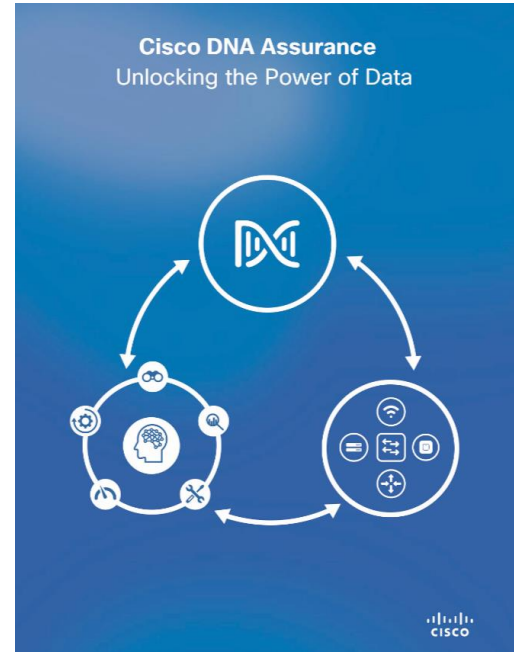 Cisco DNA Assurance
Unlocking the Power of Data
CISCO